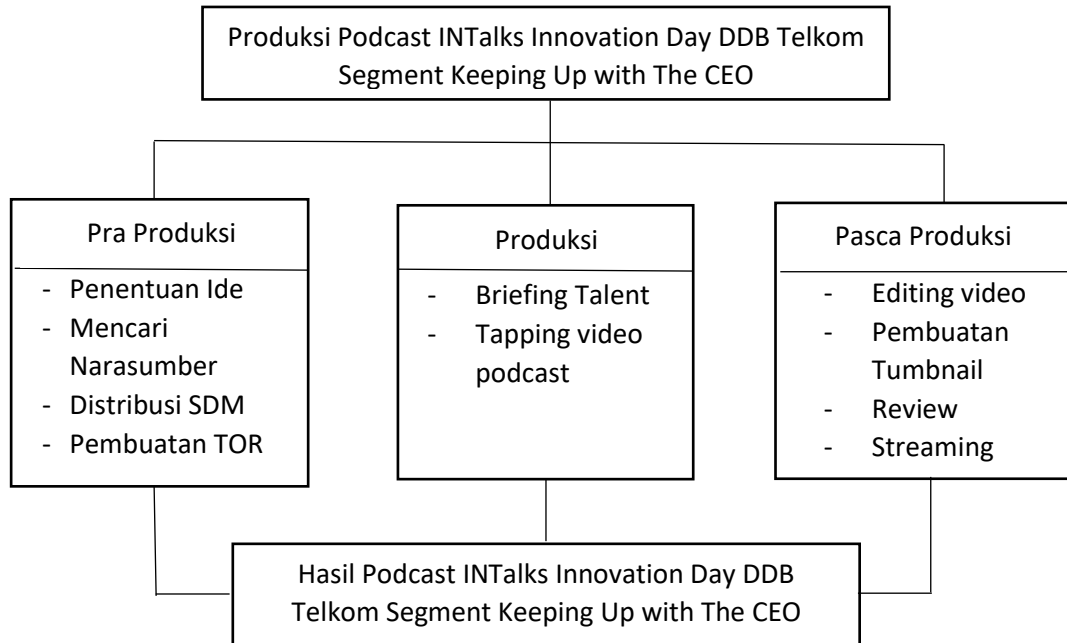 Produksi Podcast INTalks Innovation Day DDB Telkom
Segment Keeping Up with The CEO
Pra Produksi
- Penentuan Ide
- Mencari
Narasumber
- Distribusi SDM
- Pembuatan TOR
Produksi
- Briefing Talent
- Tapping video
podcast
Pasca Produksi
- Editing video
- Pembuatan
Tumbnail
- Review
- Streaming
Hasil Podcast INTalks Innovation Day DDB
Telkom Segment Keeping Up with The CEO